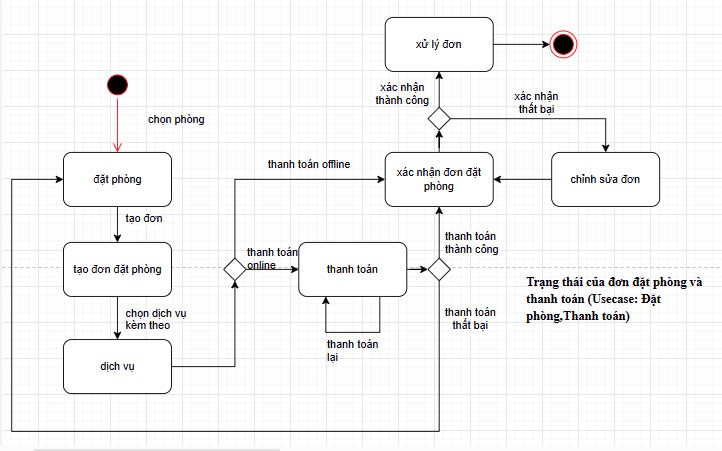 xử lý đơn
xác nhận
thành công
xác nhận
thất bại
chọn phòng
thanh toán offline
đặt phòng
xác nhận đơn đặt
phòng
chỉnh sửa đơn
tạo đơn
thanh toán
thành công
thanh toán
online
tạo đơn đặt phòng
thanh toán
Trạng thái của đơn đặt phòng và
thanh toán (Usecase: Đặt
phòng,Thanh toán)
chọn dịch vụ
kèm theo
thanh toán
thất bại
thanh toán
lại
dịch vụ